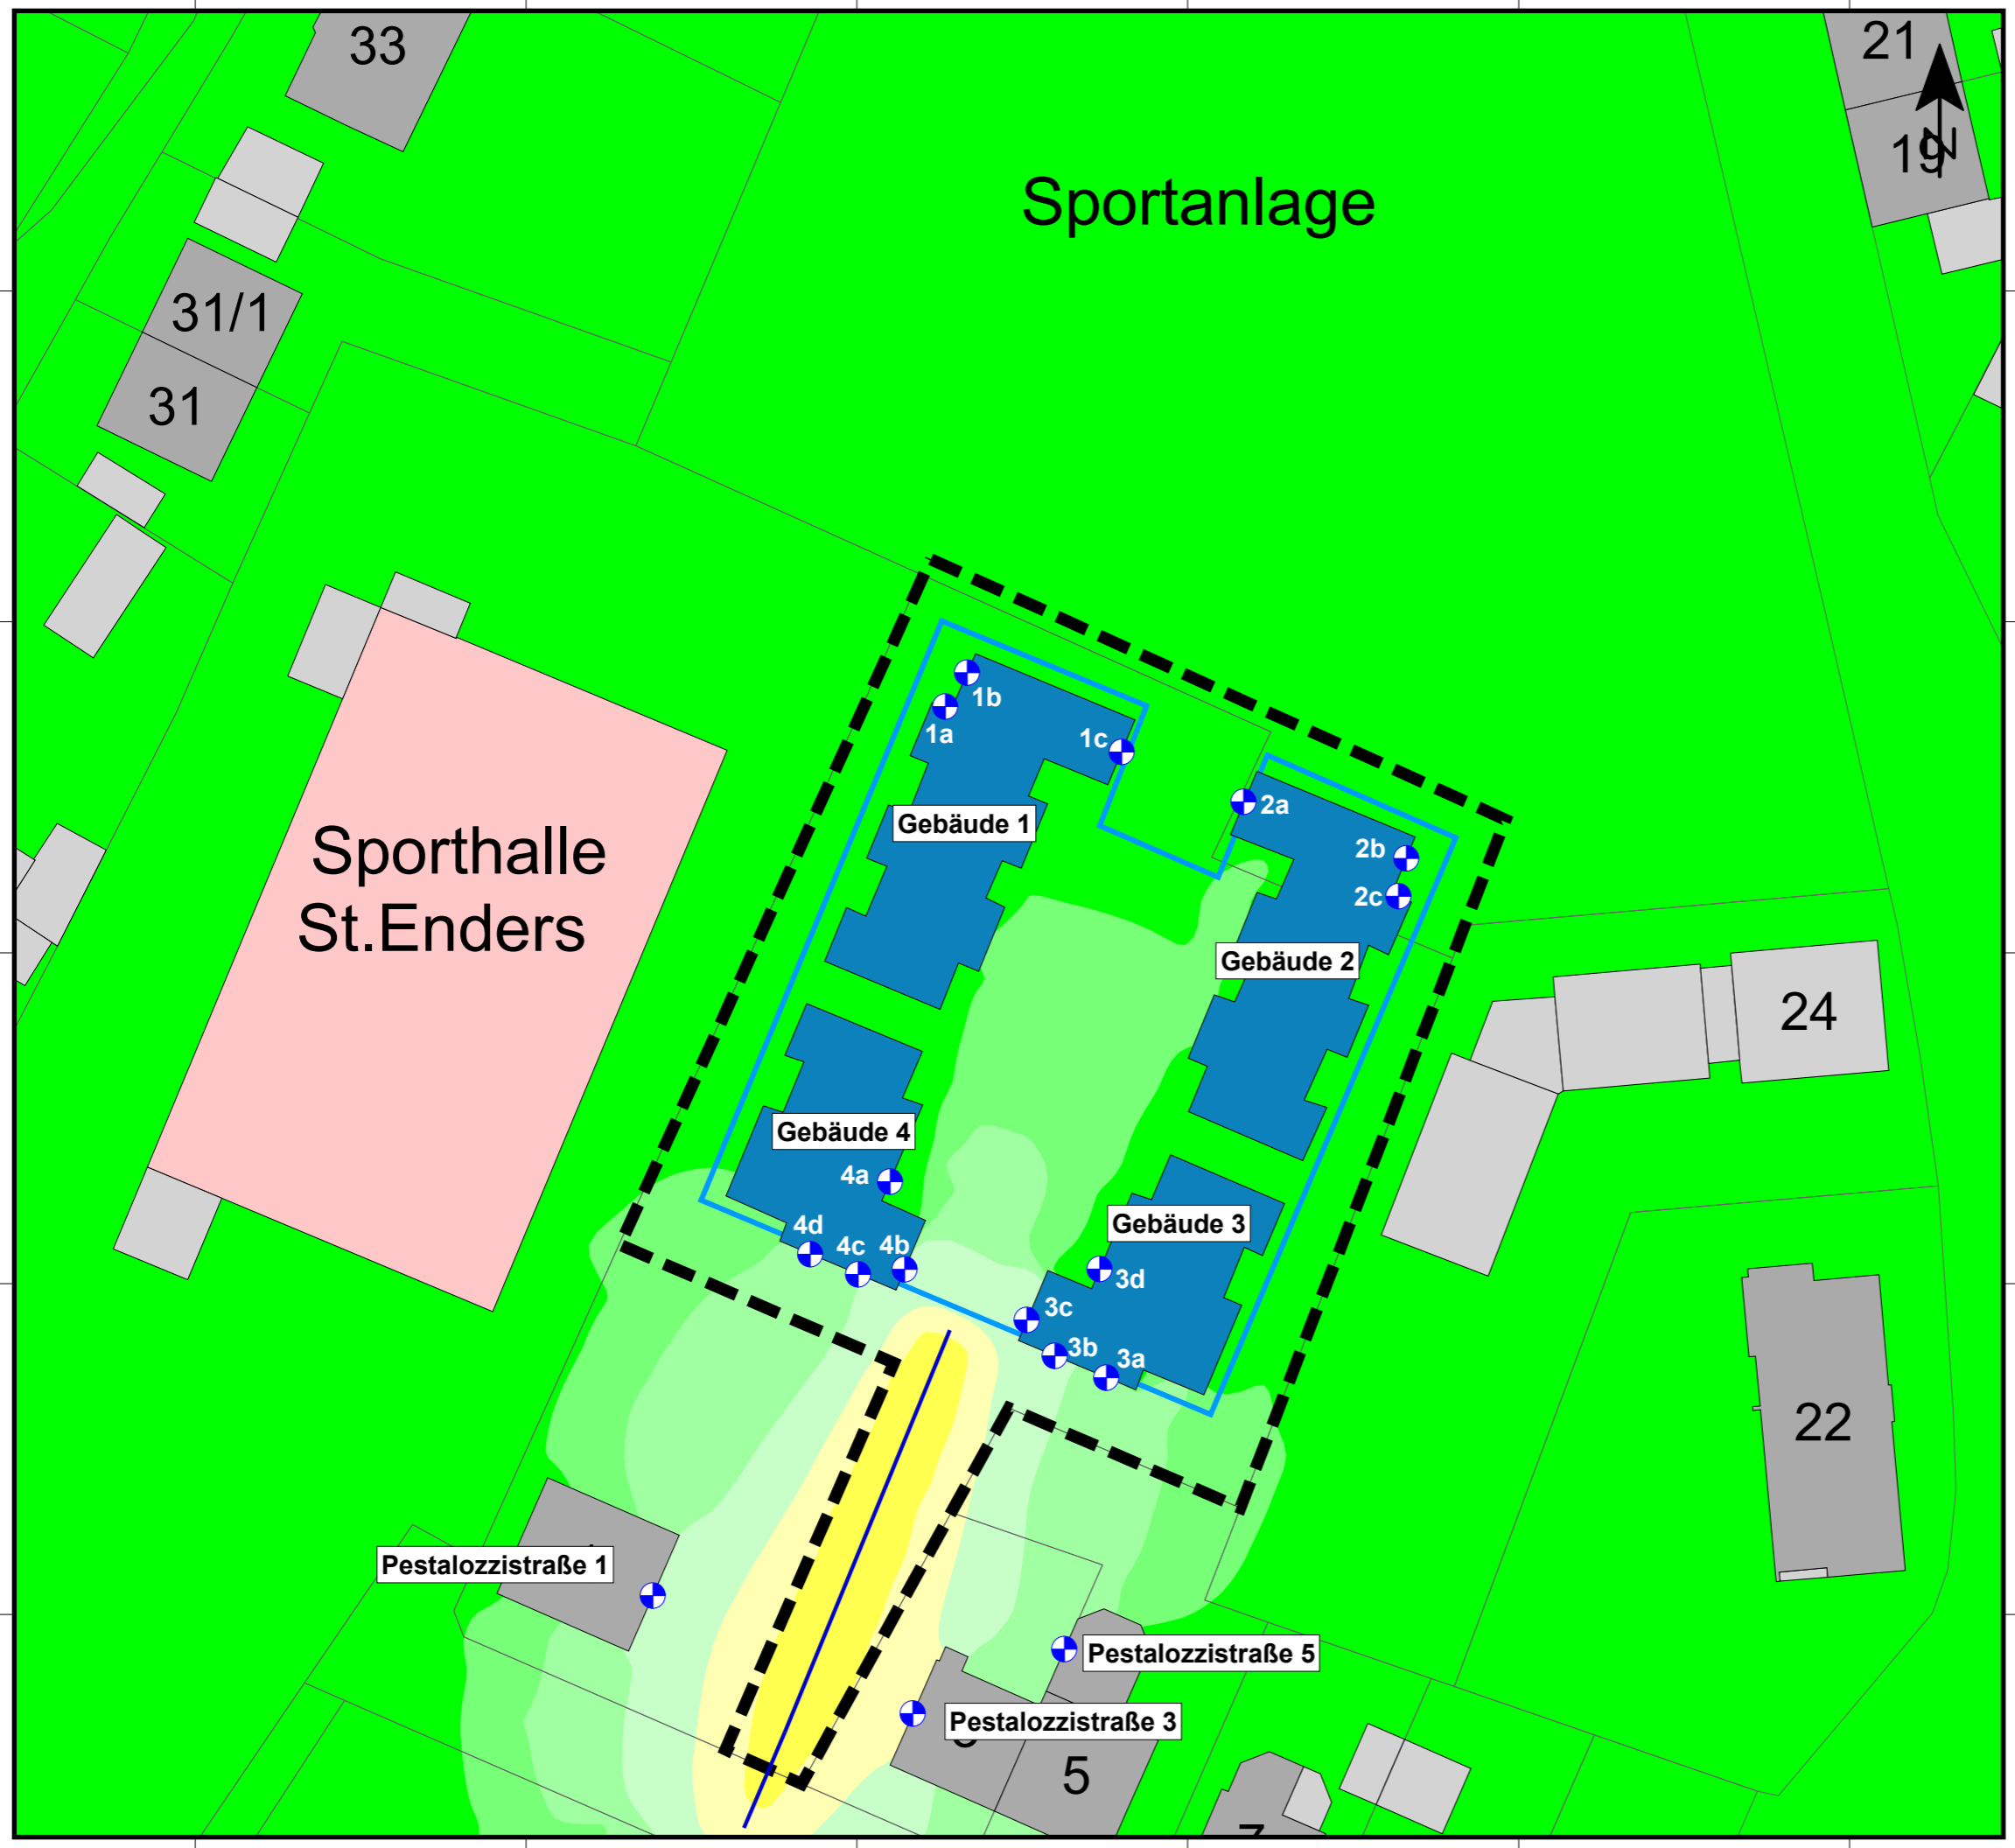 33
21
19
N
Sportanlage
31/1
31
1b
1a
1c
2a
Gebäude 1
2b
Sporthalle
St.Enders
2c
Gebäude 2
24
Gebäude 4
4a
Gebäude 3
4d
4c
4b
3d
3c
3b
3a
22
Pestalozzistraße 1
Pestalozzistraße 5
Pestalozzistraße 3
5